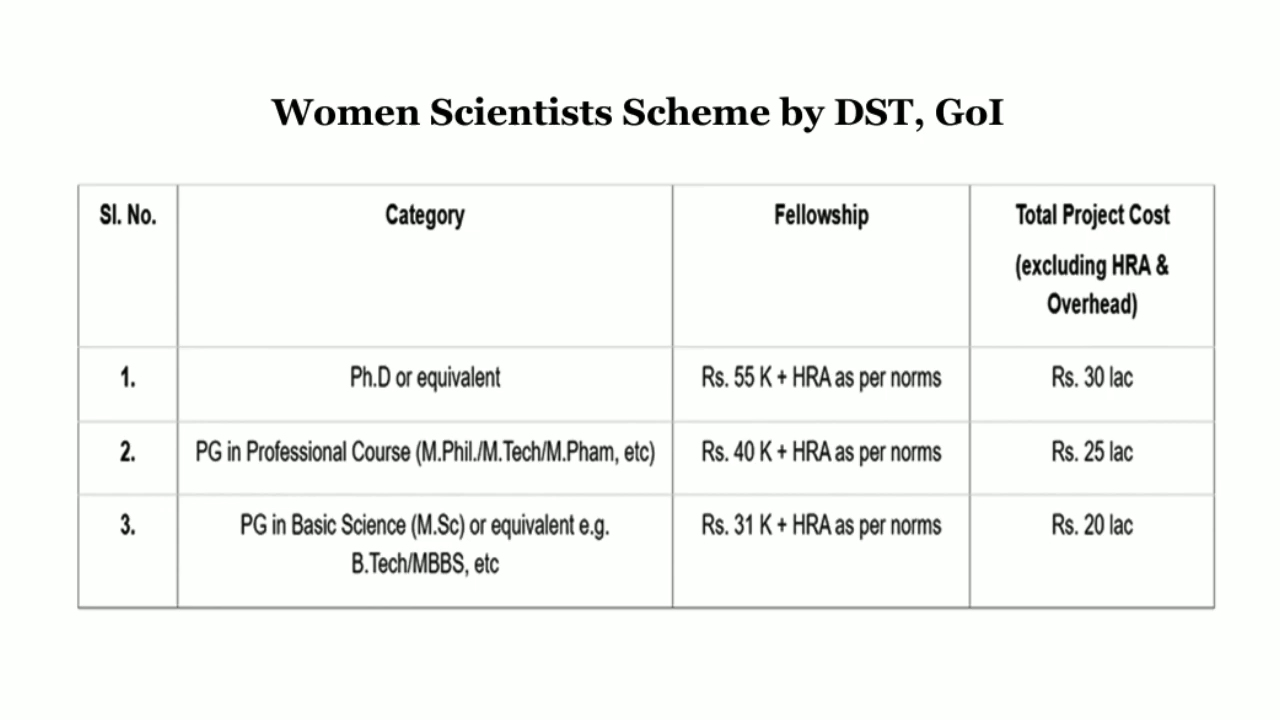 Women Scientists Scheme by DST, GoI
Sl. No.
Category
Fellowship
Total Project Cost
(excluding HRA &
Overhead)
1.
Ph.D or equivalent
Rs. 55 K + HRA as per norms
Rs. 30 lac
2.
PG in Professional Course (M.Phil./M.Tech/M.Pham, etc)
Rs. 40 K + HRA as per norms
Rs. 25 lac
3.
PG in Basic Science (M.Sc) or equivalent e.g.
B.Tech/MBBS, etc
Rs. 31 K + HRA as per norms
Rs. 20 lac